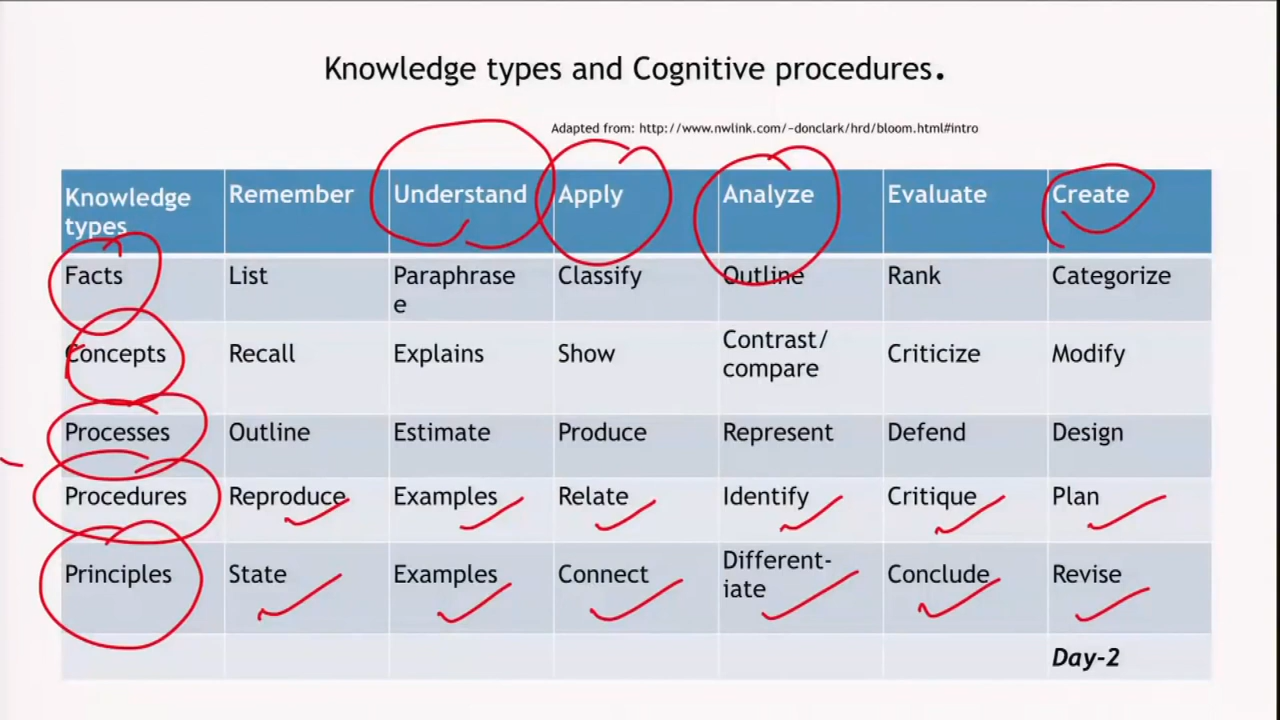 Knowledge types and Cognitive procedures.
Adapted from: http://www.nwlink.com/~donclark/hrd/bloom.html#intro
Knowledge types Remember Understand Apply Analyze Evaluate Create
Facts List Paraphrase e Classify Outline Rank Categorize
Concepts Recall Explains Show Contrast/ compare Criticize Modify
Processes Outline Estimate Produce Represent Defend Design
Procedures Reproduce Examples Relate Identify Critique Plan
Principles State Examples Connect Different- iate Conclude Revise
Day-2